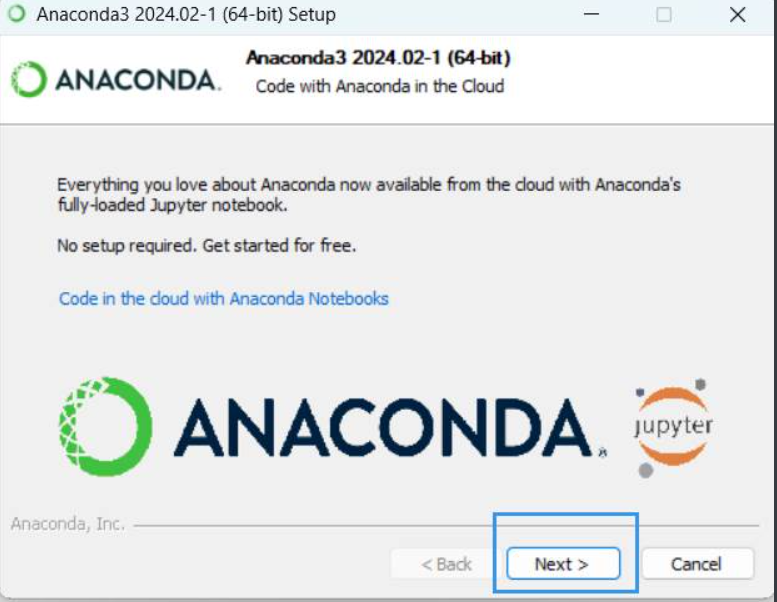 Anaconda3 2024.02-1 (64-bit) Setup
ANACONDA.
Anaconda3 2024.02-1 (64-bit)
Code with Anaconda in the Cloud
Everything you love about Anaconda now available from the cloud with Anaconda's
fully-loaded Jupyter notebook.
No setup required. Get started for free.
Code in the cloud with Anaconda Notebooks
ANACONDA®
jupyter
Anaconda, Inc.
< Back
Next >
Cancel